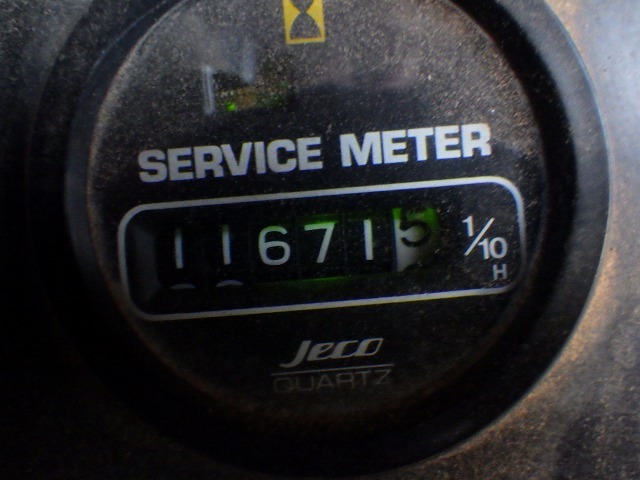 SERVICE METER
116715 1/10
H
Jeco
QUARTZ